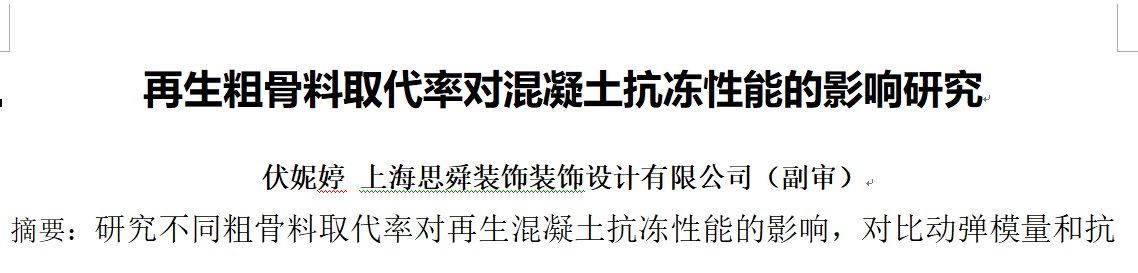 再生粗骨料取代率对混凝土抗冻性能的影响研究
伏妮婷 上海思舜装饰装饰设计有限公司（副审）
摘要：研究不同粗骨料取代率对再生混凝土抗冻性能的影响，对比动弹模量和抗